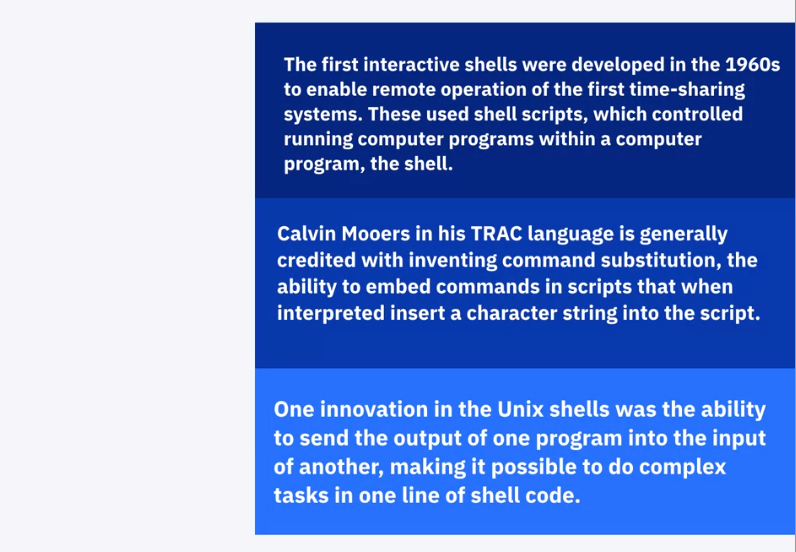 The first interactive shells were developed in the 1960s
to enable remote operation of the first time-sharing
systems. These used shell scripts, which controlled
running computer programs within a computer
program, the shell.
Calvin Mooers in his TRAC language is generally
credited with inventing command substitution, the
ability to embed commands in scripts that when
interpreted insert a character string into the script.
One innovation in the Unix shells was the ability
to send the output of one program into the input
of another, making it possible to do complex
tasks in one line of shell code.